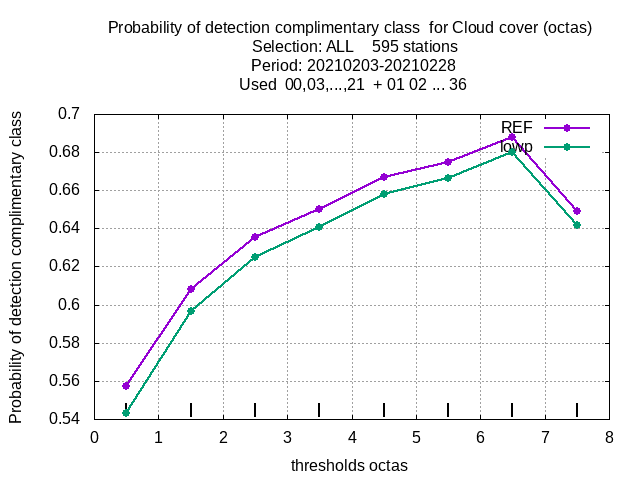 Probability of detection complimentary class  for Cloud cover (octas)
Selection: ALL    595 stations
Period: 20210203-20210228
Used  00,03,...,21  + 01 02 ... 36
Probability of detection complimentary class
0.7
0.68
0.66
0.64
0.62
0.6
0.58
0.56
0.54
REF
lowp
0 1 2 3 4 5 6 7 8
thresholds octas